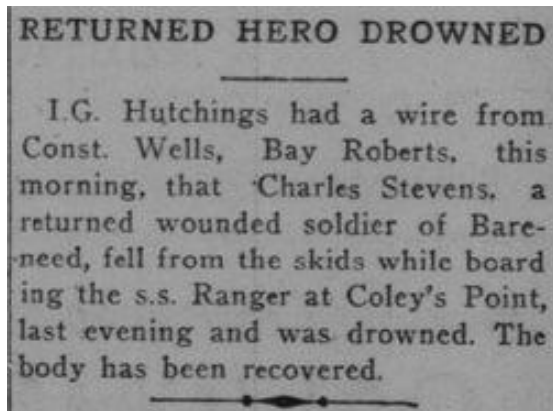 RETURNED HERO DROWNED
I.G. Hutchings had a wire from
Const. Wells, Bay Roberts, this
morning, that Charles Stevens, a
returned wounded soldier of Bare-
need, fell from the skids while board
ing the s.s. Ranger at Coley's Point,
last evening and was drowned. The
body has been recovered.